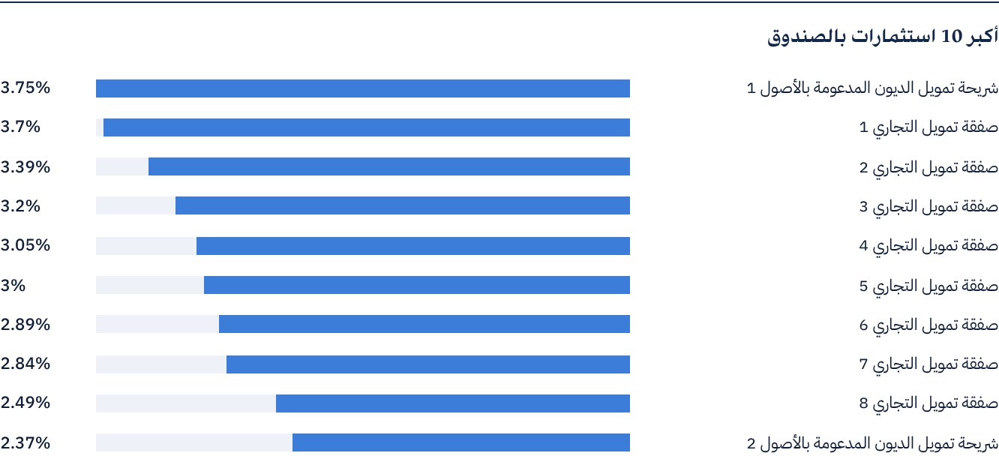 أكبر 10 استثمارات بالصندوق
شريحة تمويل الديون المدعومة بالأصول 1 3.75%
صفقة تمويل التجاري 1 3.7%
صفقة تمويل التجاري 2 3.39%
صفقة تمويل التجاري 3 3.2%
صفقة تمويل التجاري 4 3.05%
صفقة تمويل التجاري 5 3%
صفقة تمويل التجاري 6 2.89%
صفقة تمويل التجاري 7 2.84%
صفقة تمويل التجاري 8 2.49%
شريحة تمويل الديون المدعومة بالأصول 2 2.37%